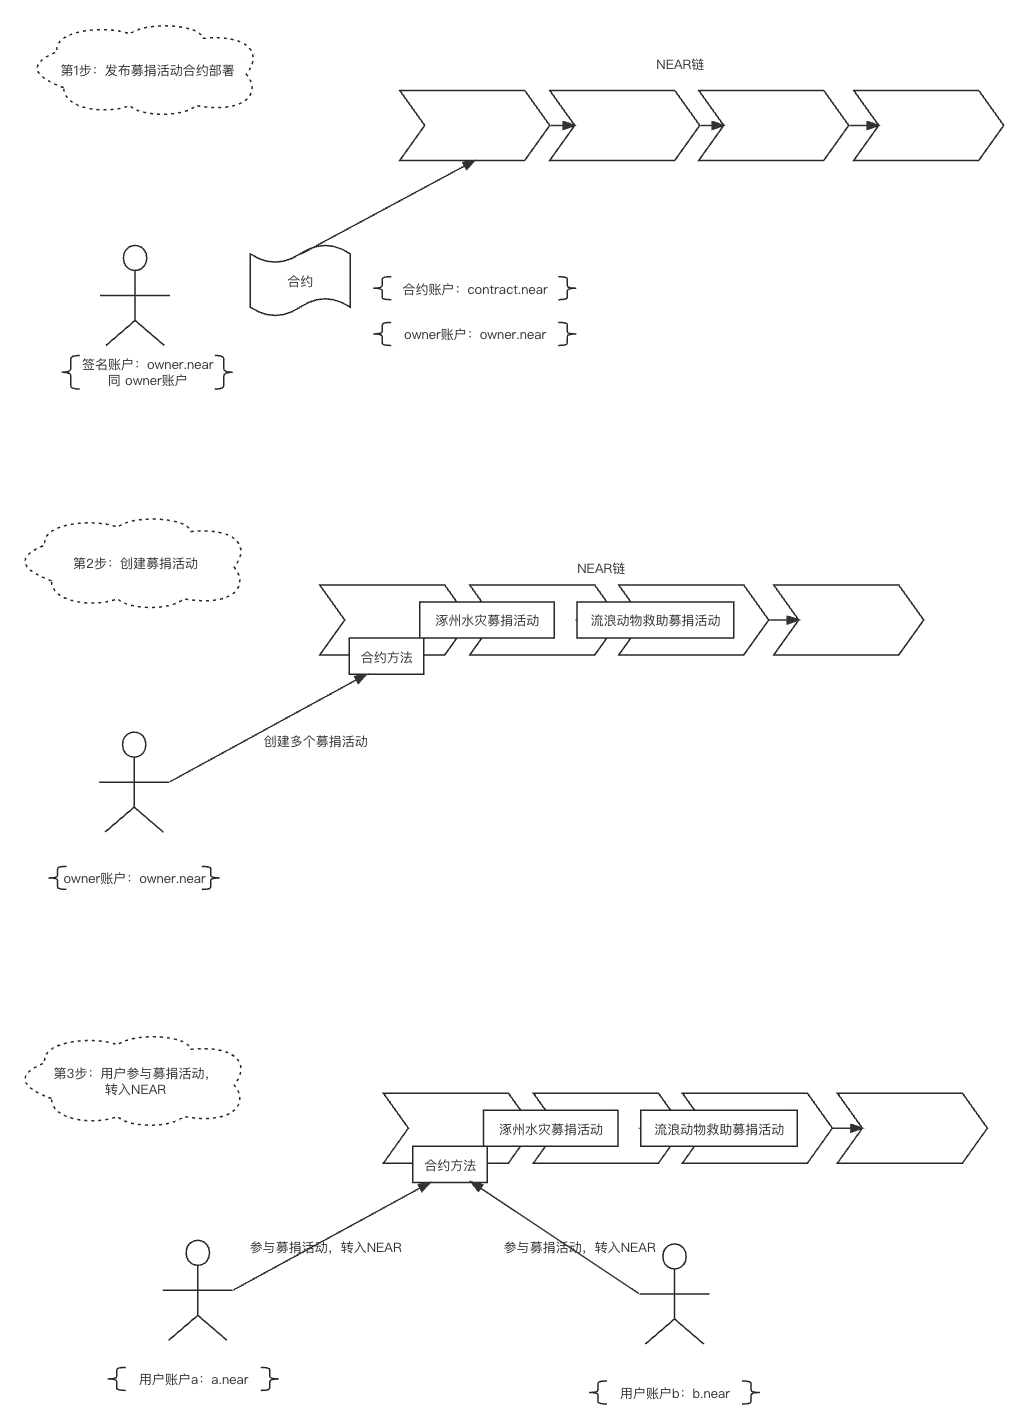 第1步：发布募捐活动合约部署
NEAR链
合约
合约账户：contract.near
owner账户：owner.near
签名账户：owner.near
同 owner账户
第2步：创建募捐活动
NEAR链
涿州水灾募捐活动
流浪动物救助募捐活动
合约方法
创建多个募捐活动
owner账户：owner.near
第3步：用户参与募捐活动，
转入NEAR
涿州水灾募捐活动
流浪动物救助募捐活动
合约方法
参与募捐活动，转入NEAR
参与募捐活动，转入NEAR
用户账户a：a.near
用户账户b：b.near